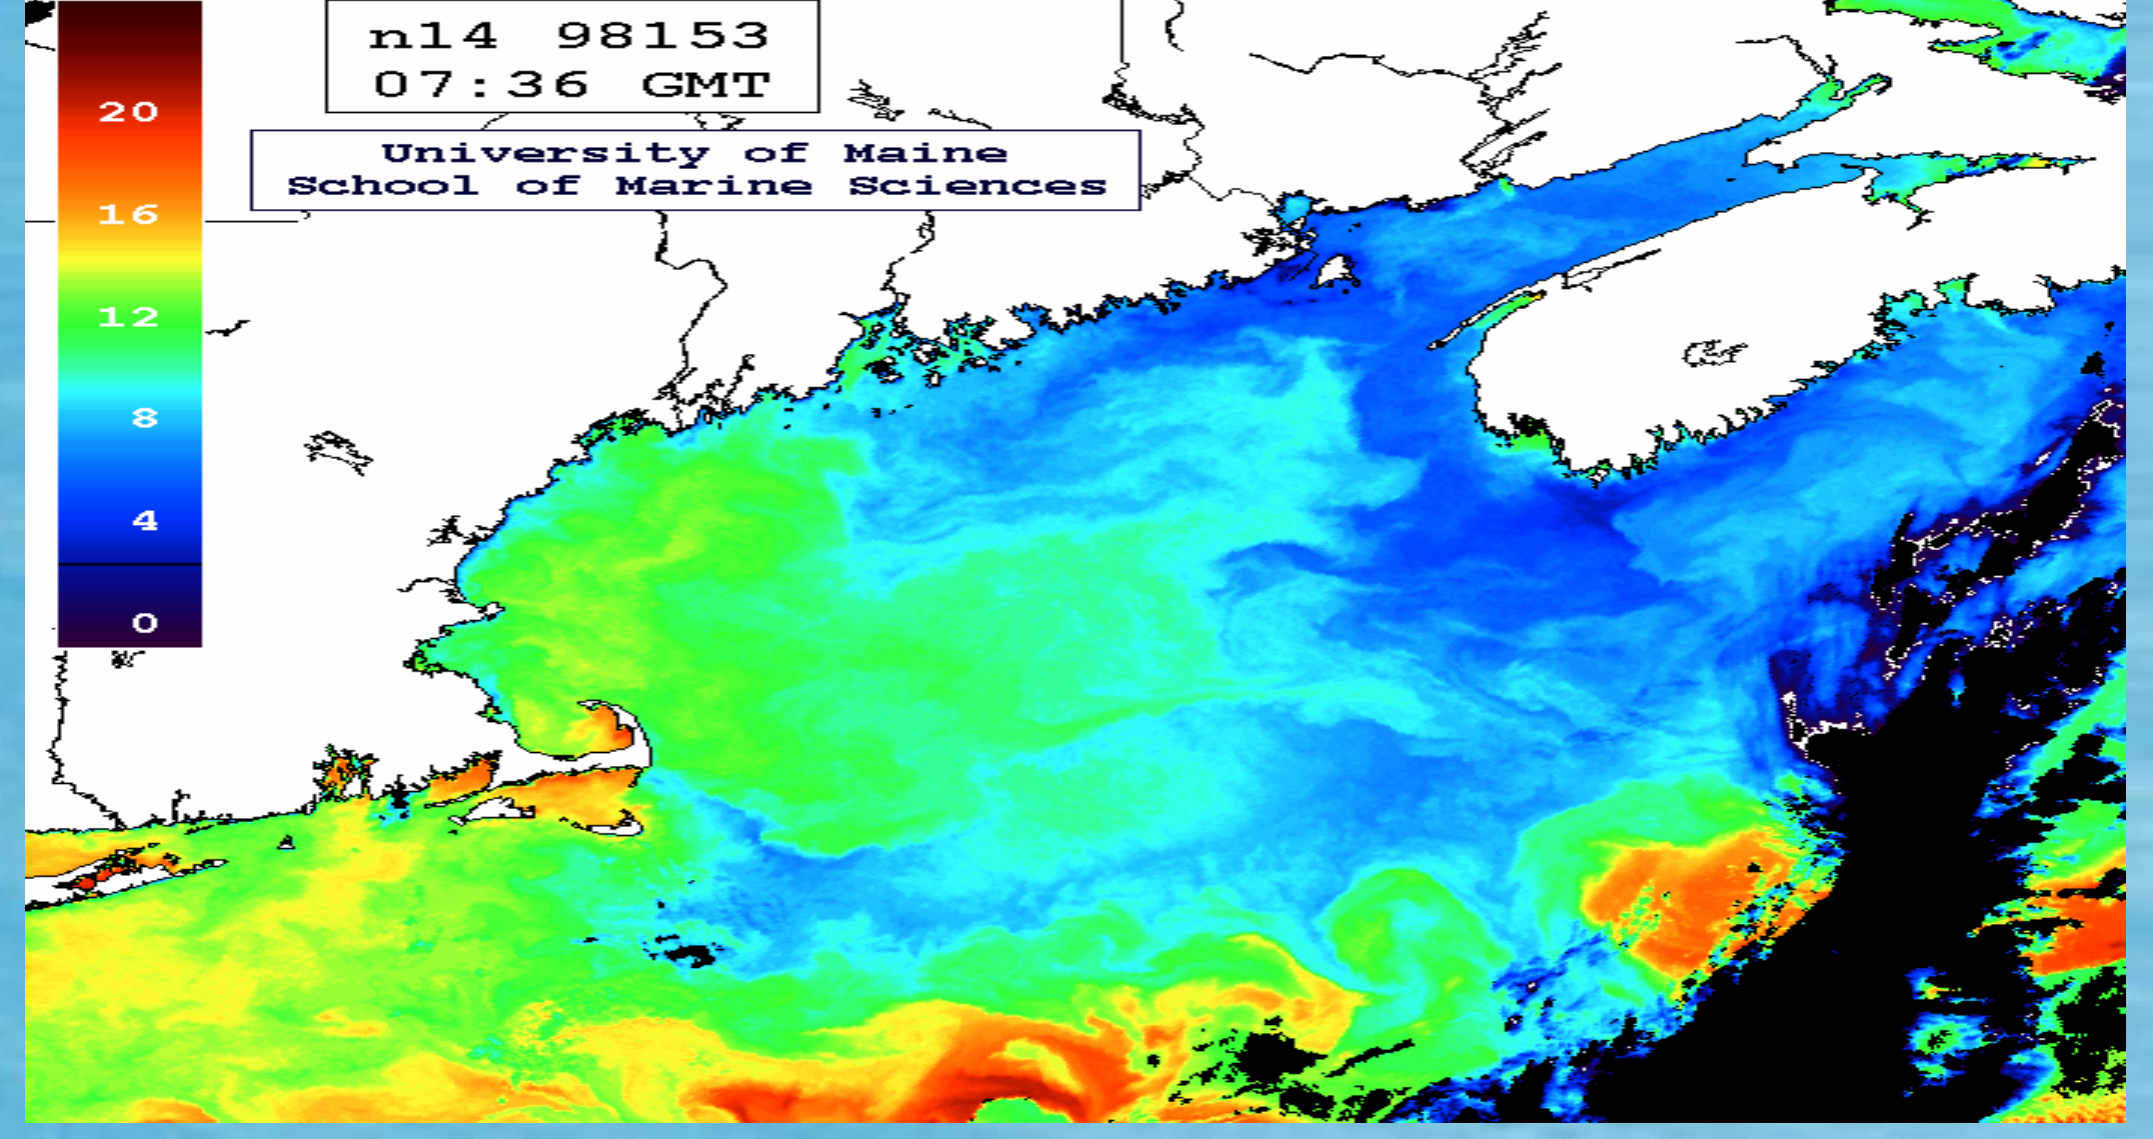 n14 98153
07:36 GMT
University of Maine
School of Marine Sciences
20
16
12
8
4
0